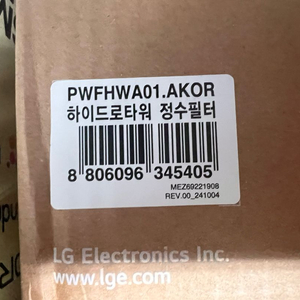 PWFHWA01.AKOR
하이드로타워 정수필터
8 806096 345405
MEZ69221908
REV.00_241004
LG Electronics Inc.
www.lge.com